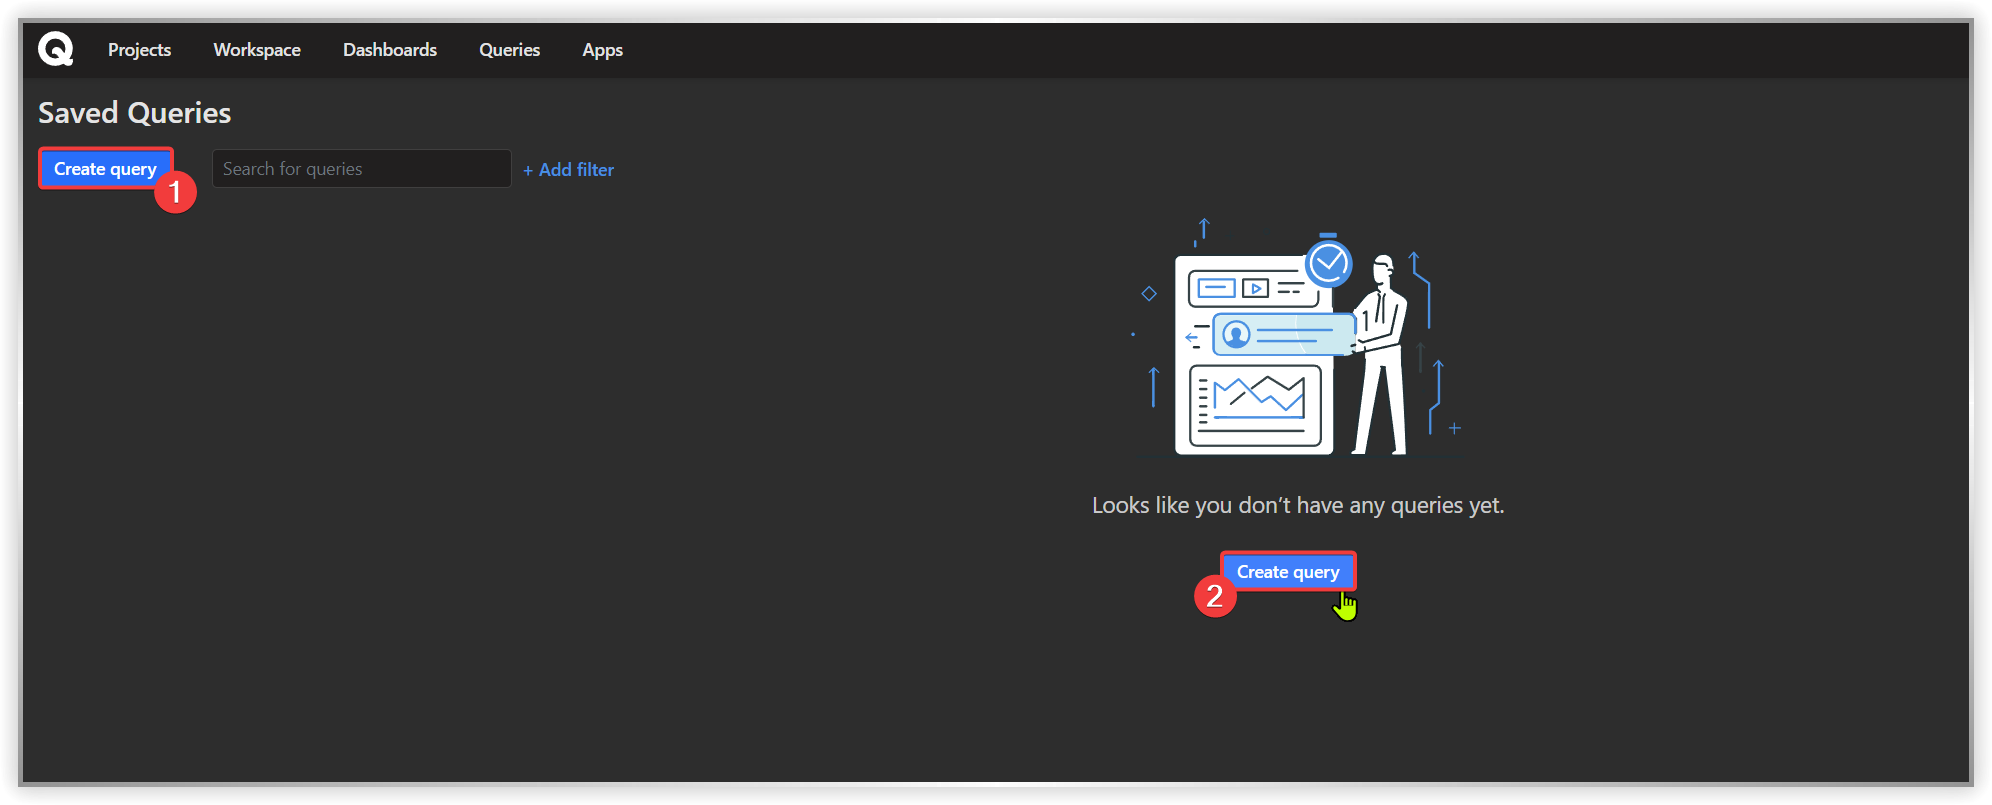 Projects Workspace Dashboards Queries Apps
Saved Queries
Create query
1
Search for queries
+ Add filter
Looks like you don’t have any queries yet.
Create query
2